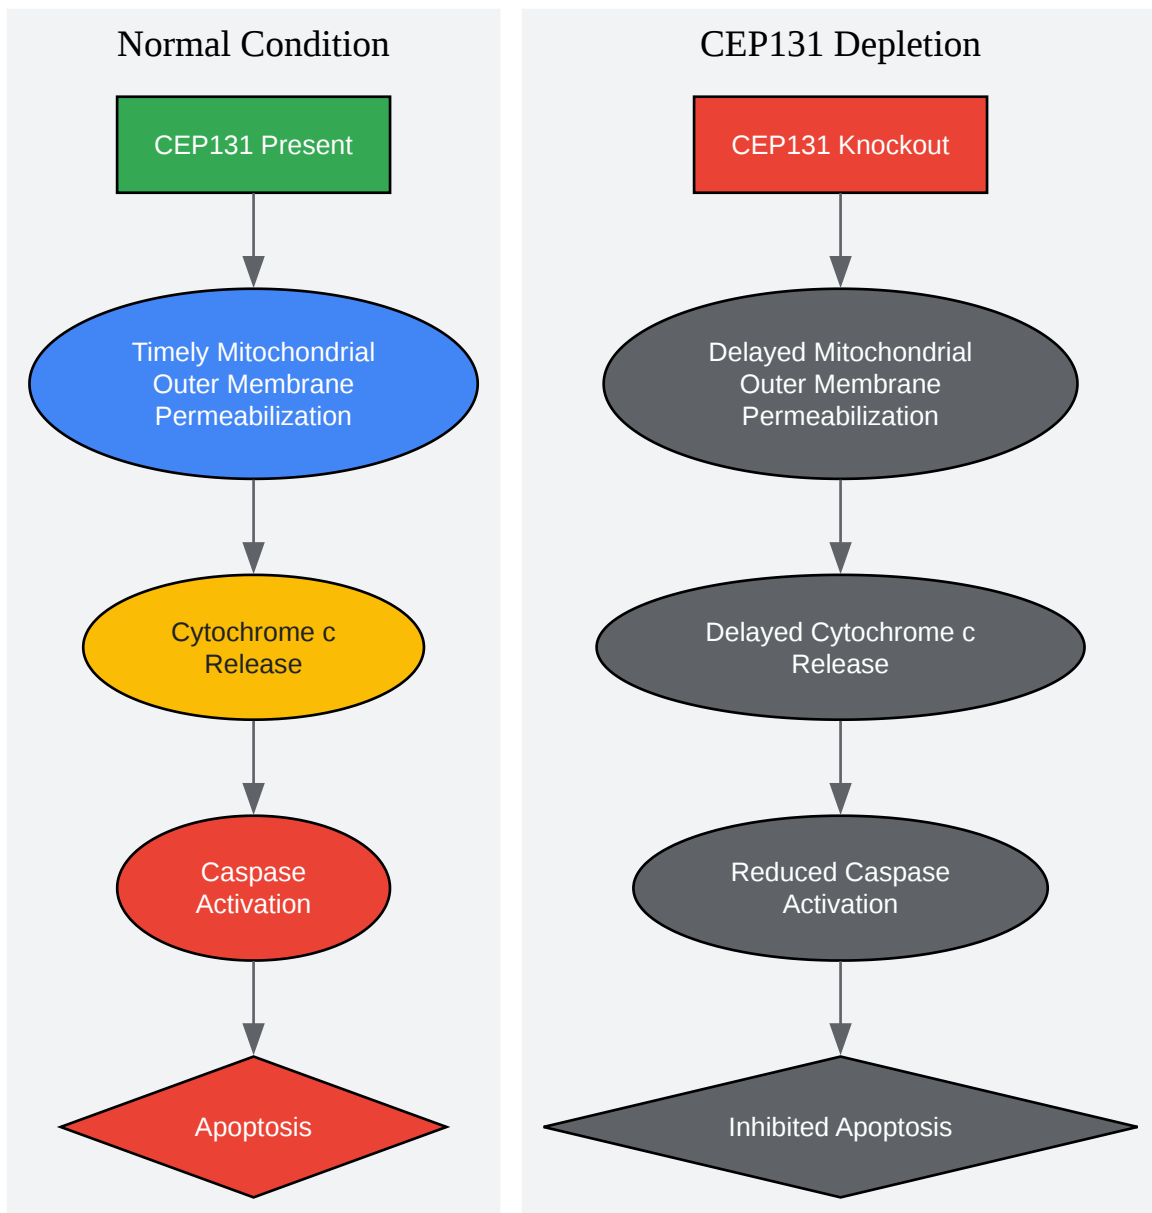 Normal Condition
CEP131 Present
Timely Mitochondrial
Outer Membrane
Permeabilization
Cytochrome c
Release
Caspase
Activation
Apoptosis
CEP131 Depletion
CEP131 Knockout
Delayed Mitochondrial
Outer Membrane
Permeabilization
Delayed Cytochrome c
Release
Reduced Caspase
Activation
Inhibited Apoptosis